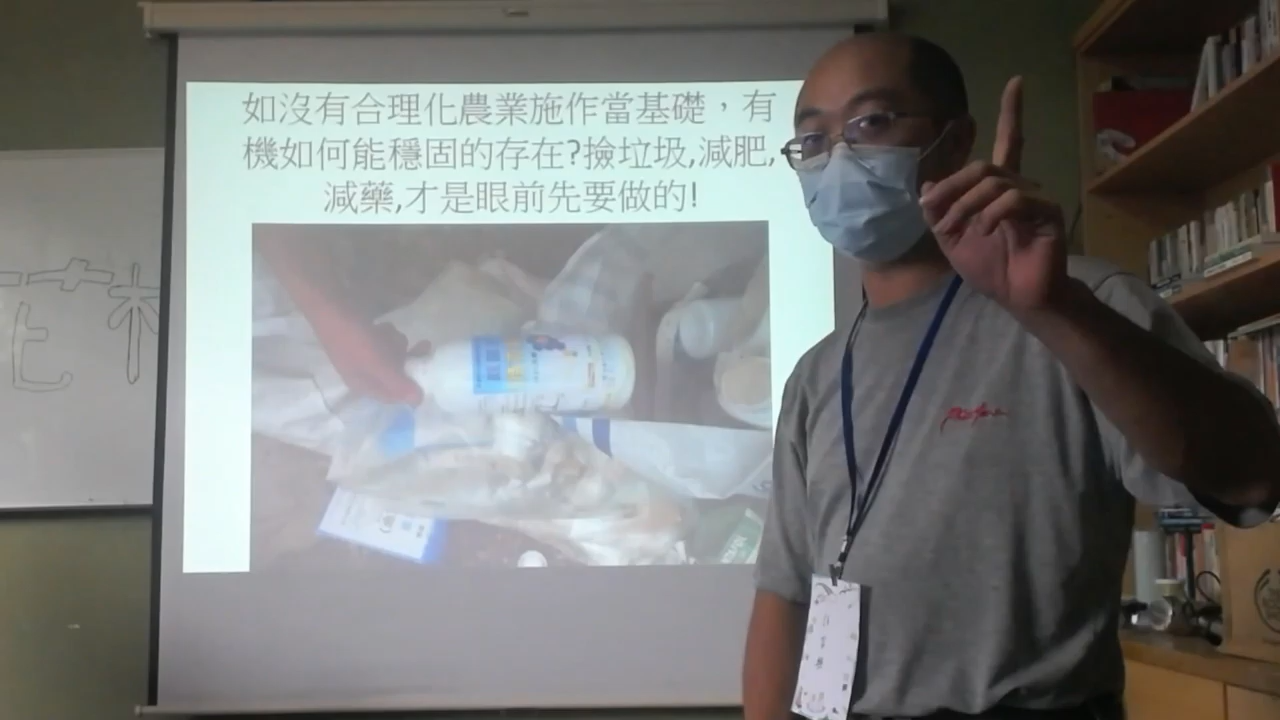 如沒有合理化農業施作當基礎，有
機如何能穩固的存在?撿垃圾,減肥,
減藥,才是眼前先要做的!